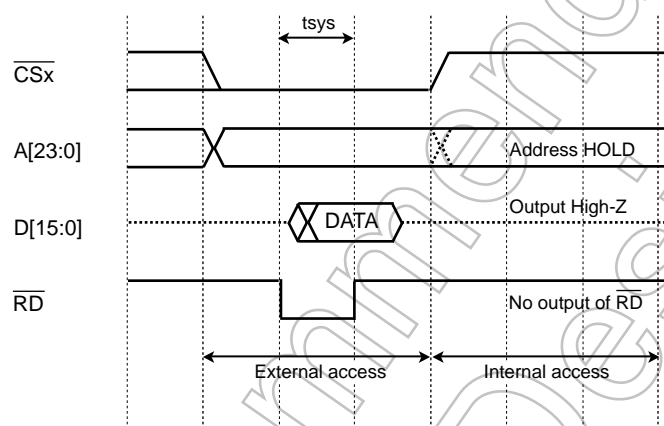 tsys
CSx
A[23:0]
Address HOLD
D[15:0]
DATA
Output High-Z
RD
No output of RD
External access
Internal access